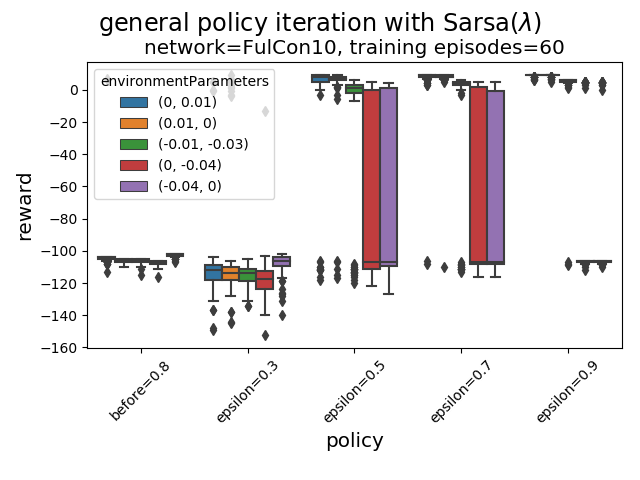 general policy iteration with Sarsa(λ)
network=FulCon10, training episodes=60
environmentParameters
(0, 0.01)
(0.01, 0)
(-0.01, -0.03)
(0, -0.04)
(-0.04, 0)
reward
0
−20
−40
−60
−80
−100
−120
−140
−160
before=0.8
epsilon=0.3
epsilon=0.5
epsilon=0.7
epsilon=0.9
policy